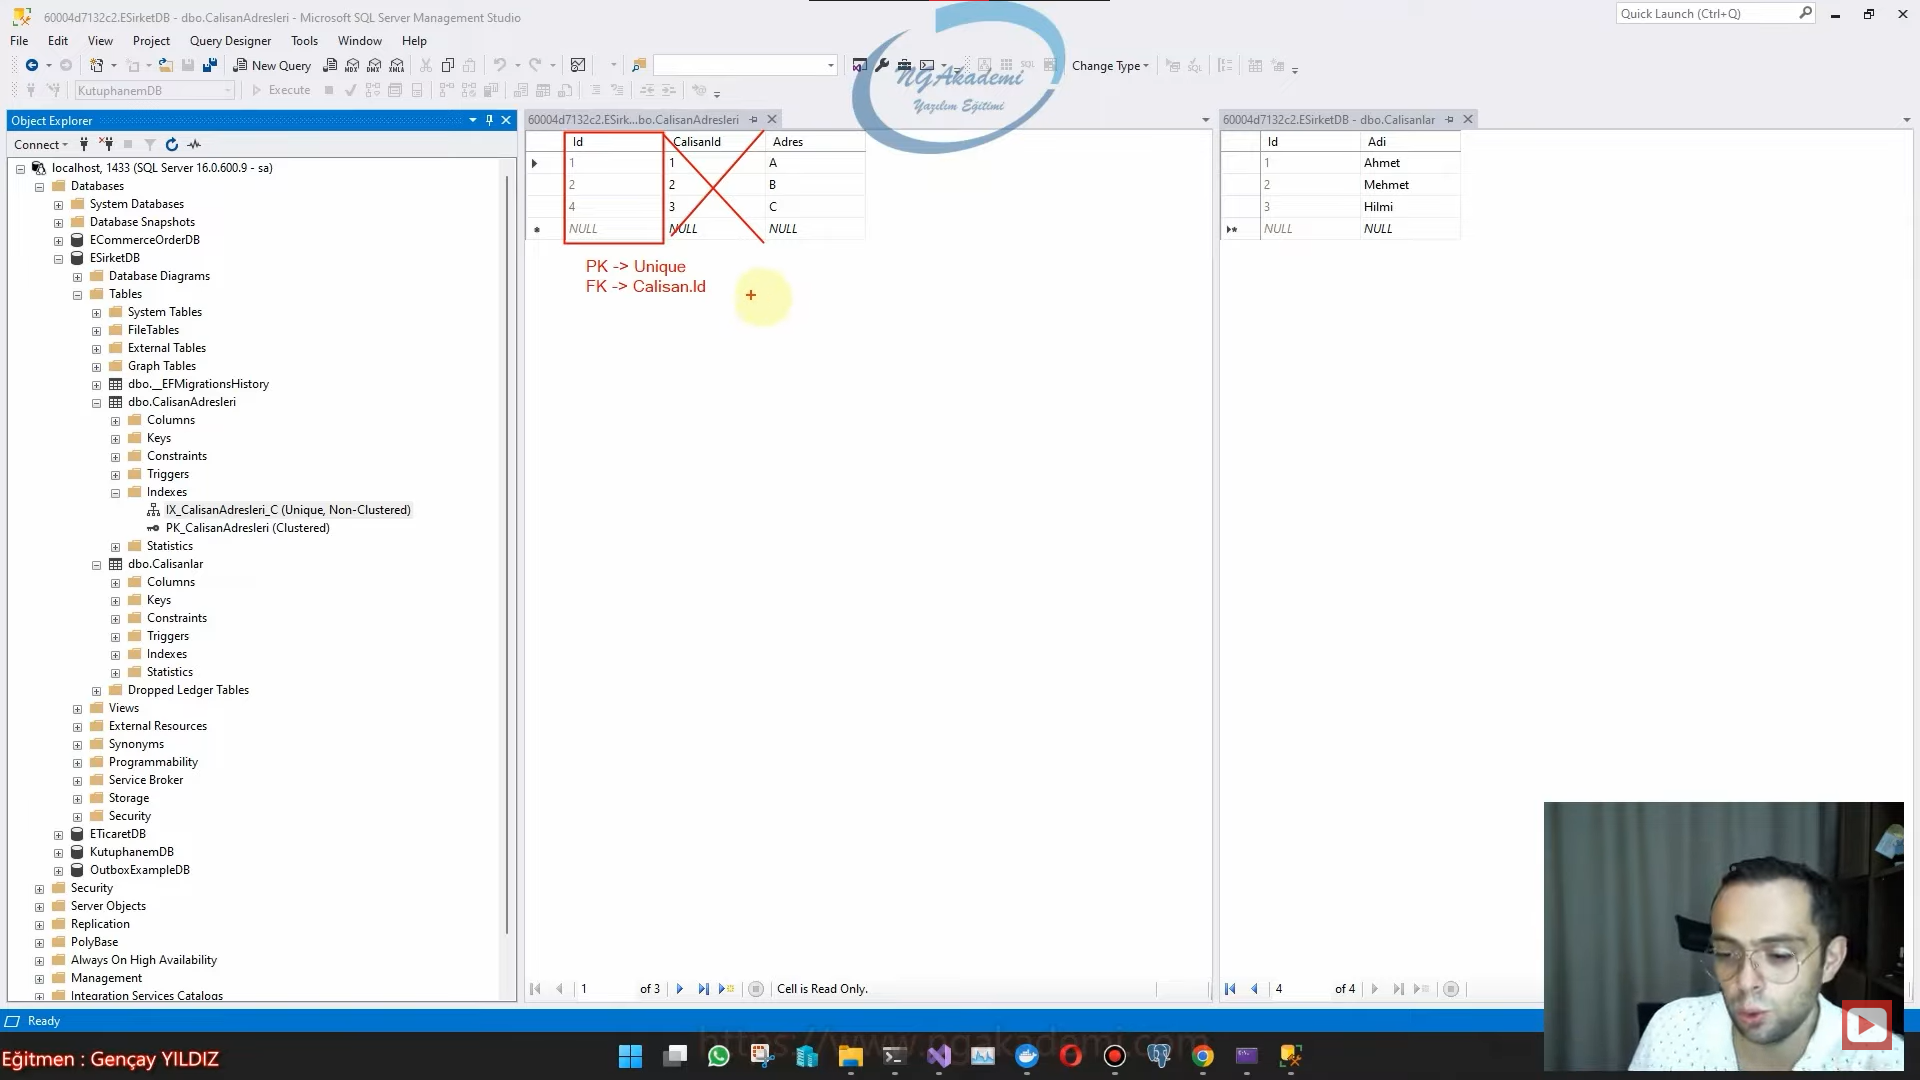 60004d7132c2.ESirketDB - dbo.CalisanAdresleri - Microsoft SQL Server Management Studio
Quick Launch (Ctrl+Q)
File Edit View Project Query Designer Tools Window Help
New Query
Change Type
KutuphanemDB
Execute
NGAkademi
Yazılım Eğitimi
Object Explorer
Connect
localhost, 1433 (SQL Server 16.0.600.9 - sa)
Databases
System Databases
Database Snapshots
ECommerceOrderDB
ESirketDB
Database Diagrams
Tables
System Tables
FileTables
External Tables
Graph Tables
dbo.__EFMigrationsHistory
dbo.CalisanAdresleri
Columns
Keys
Constraints
Triggers
Indexes
IX_CalisanAdresleri_C (Unique, Non-Clustered)
PK_CalisanAdresleri (Clustered)
Statistics
dbo.Calisanlar
Columns
Keys
Constraints
Triggers
Indexes
Statistics
Dropped Ledger Tables
Views
External Resources
Synonyms
Programmability
Service Broker
Storage
Security
ETicaretDB
KutuphanemDB
OutboxExampleDB
Security
Server Objects
Replication
PolyBase
Always On High Availability
Management
Integration Services Catalogs
60004d7132c2.ESirk...bo.CalisanAdresleri
Id CalisanId Adres
1 1 A
2 2 B
4 3 C
NULL NULL NULL
PK -> Unique
FK -> Calisan.Id
1 of 3 Cell is Read Only.
60004d7132c2.ESirketDB - dbo.Calisanlar
Id Adi
1 Ahmet
2 Mehmet
3 Hilmi
NULL NULL
4 of 4
Ready
https://www.ngakademi.com
Eğitmen : Gençay YILDIZ